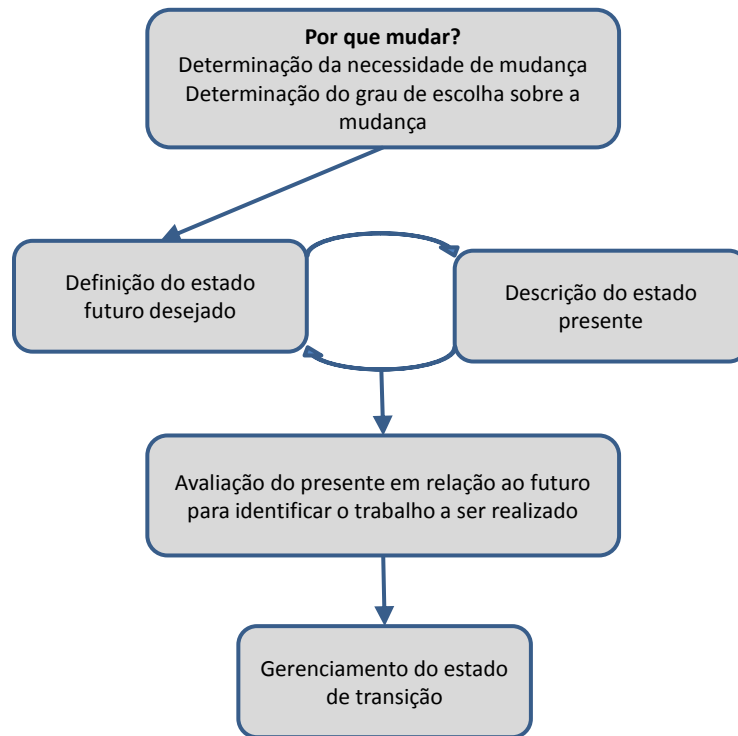 Por que mudar?
Determinação da necessidade de mudança
Determinação do grau de escolha sobre a
mudança
Definição do estado
futuro desejado
Descrição do estado
presente
Avaliação do presente em relação ao futuro
para identificar o trabalho a ser realizado
Gerenciamento do estado
de transição